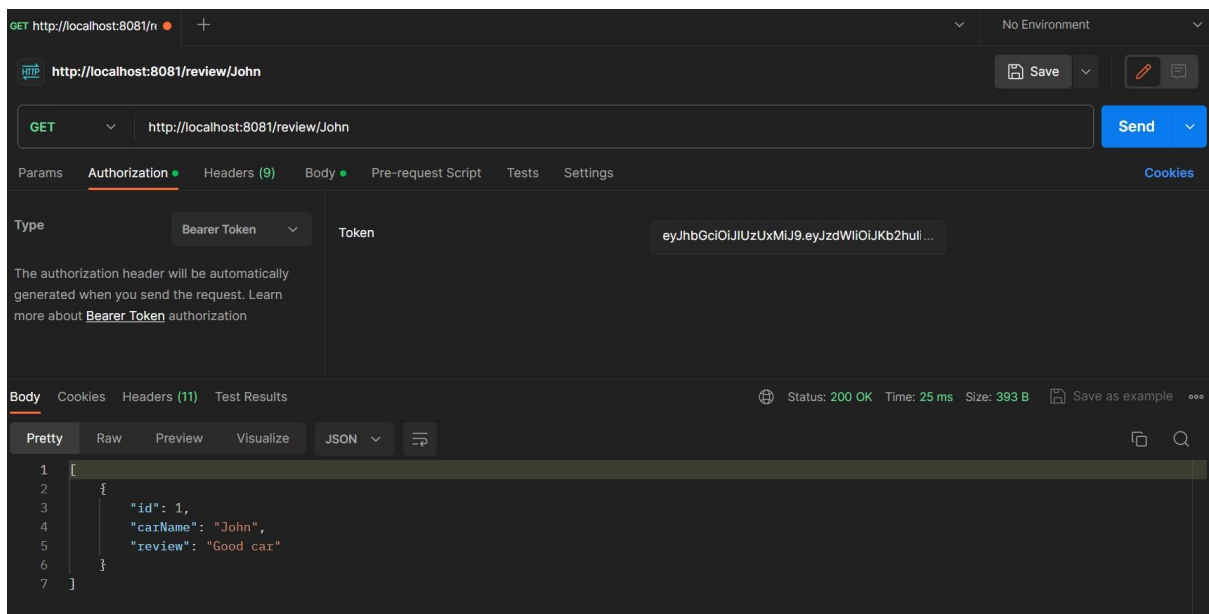 GET http://localhost:8081/re No Environment
HTTP http://localhost:8081/review/John Save
GET http://localhost:8081/review/John Send
Params Authorization Headers (9) Body Pre-request Script Tests Settings Cookies
Type Bearer Token Token eyJhbGciOiJIUzUxMiJ9.eyJzdWIiOiJKb2huIi...
The authorization header will be automatically
generated when you send the request. Learn
more about Bearer Token authorization
Body Cookies Headers (11) Test Results Status: 200 OK Time: 25 ms Size: 393 B Save as example
Pretty Raw Preview Visualize JSON
1 [
2 {
3 "id": 1,
4 "carName": "John",
5 "review": "Good car"
6 }
7 ]